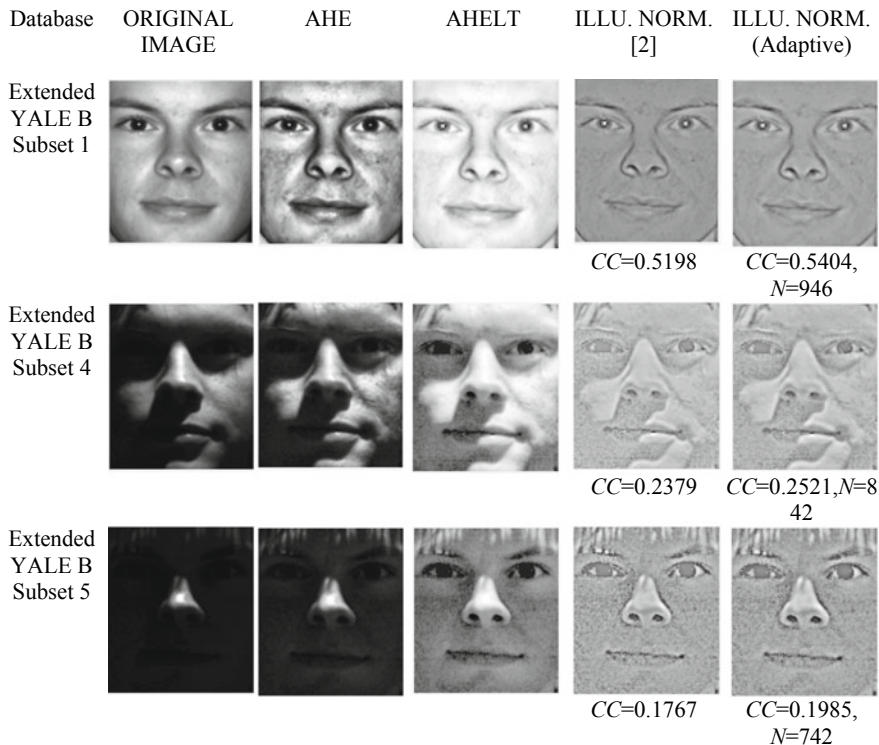 Database ORIGINAL IMAGE AHE AHELT ILLU. NORM. [2] ILLU. NORM. (Adaptive)
Extended
YALE B
Subset 1
CC=0.5198
CC=0.5404,
N=946
Extended
YALE B
Subset 4
CC=0.2379
CC=0.2521,N=8
42
Extended
YALE B
Subset 5
CC=0.1767
CC=0.1985,
N=742